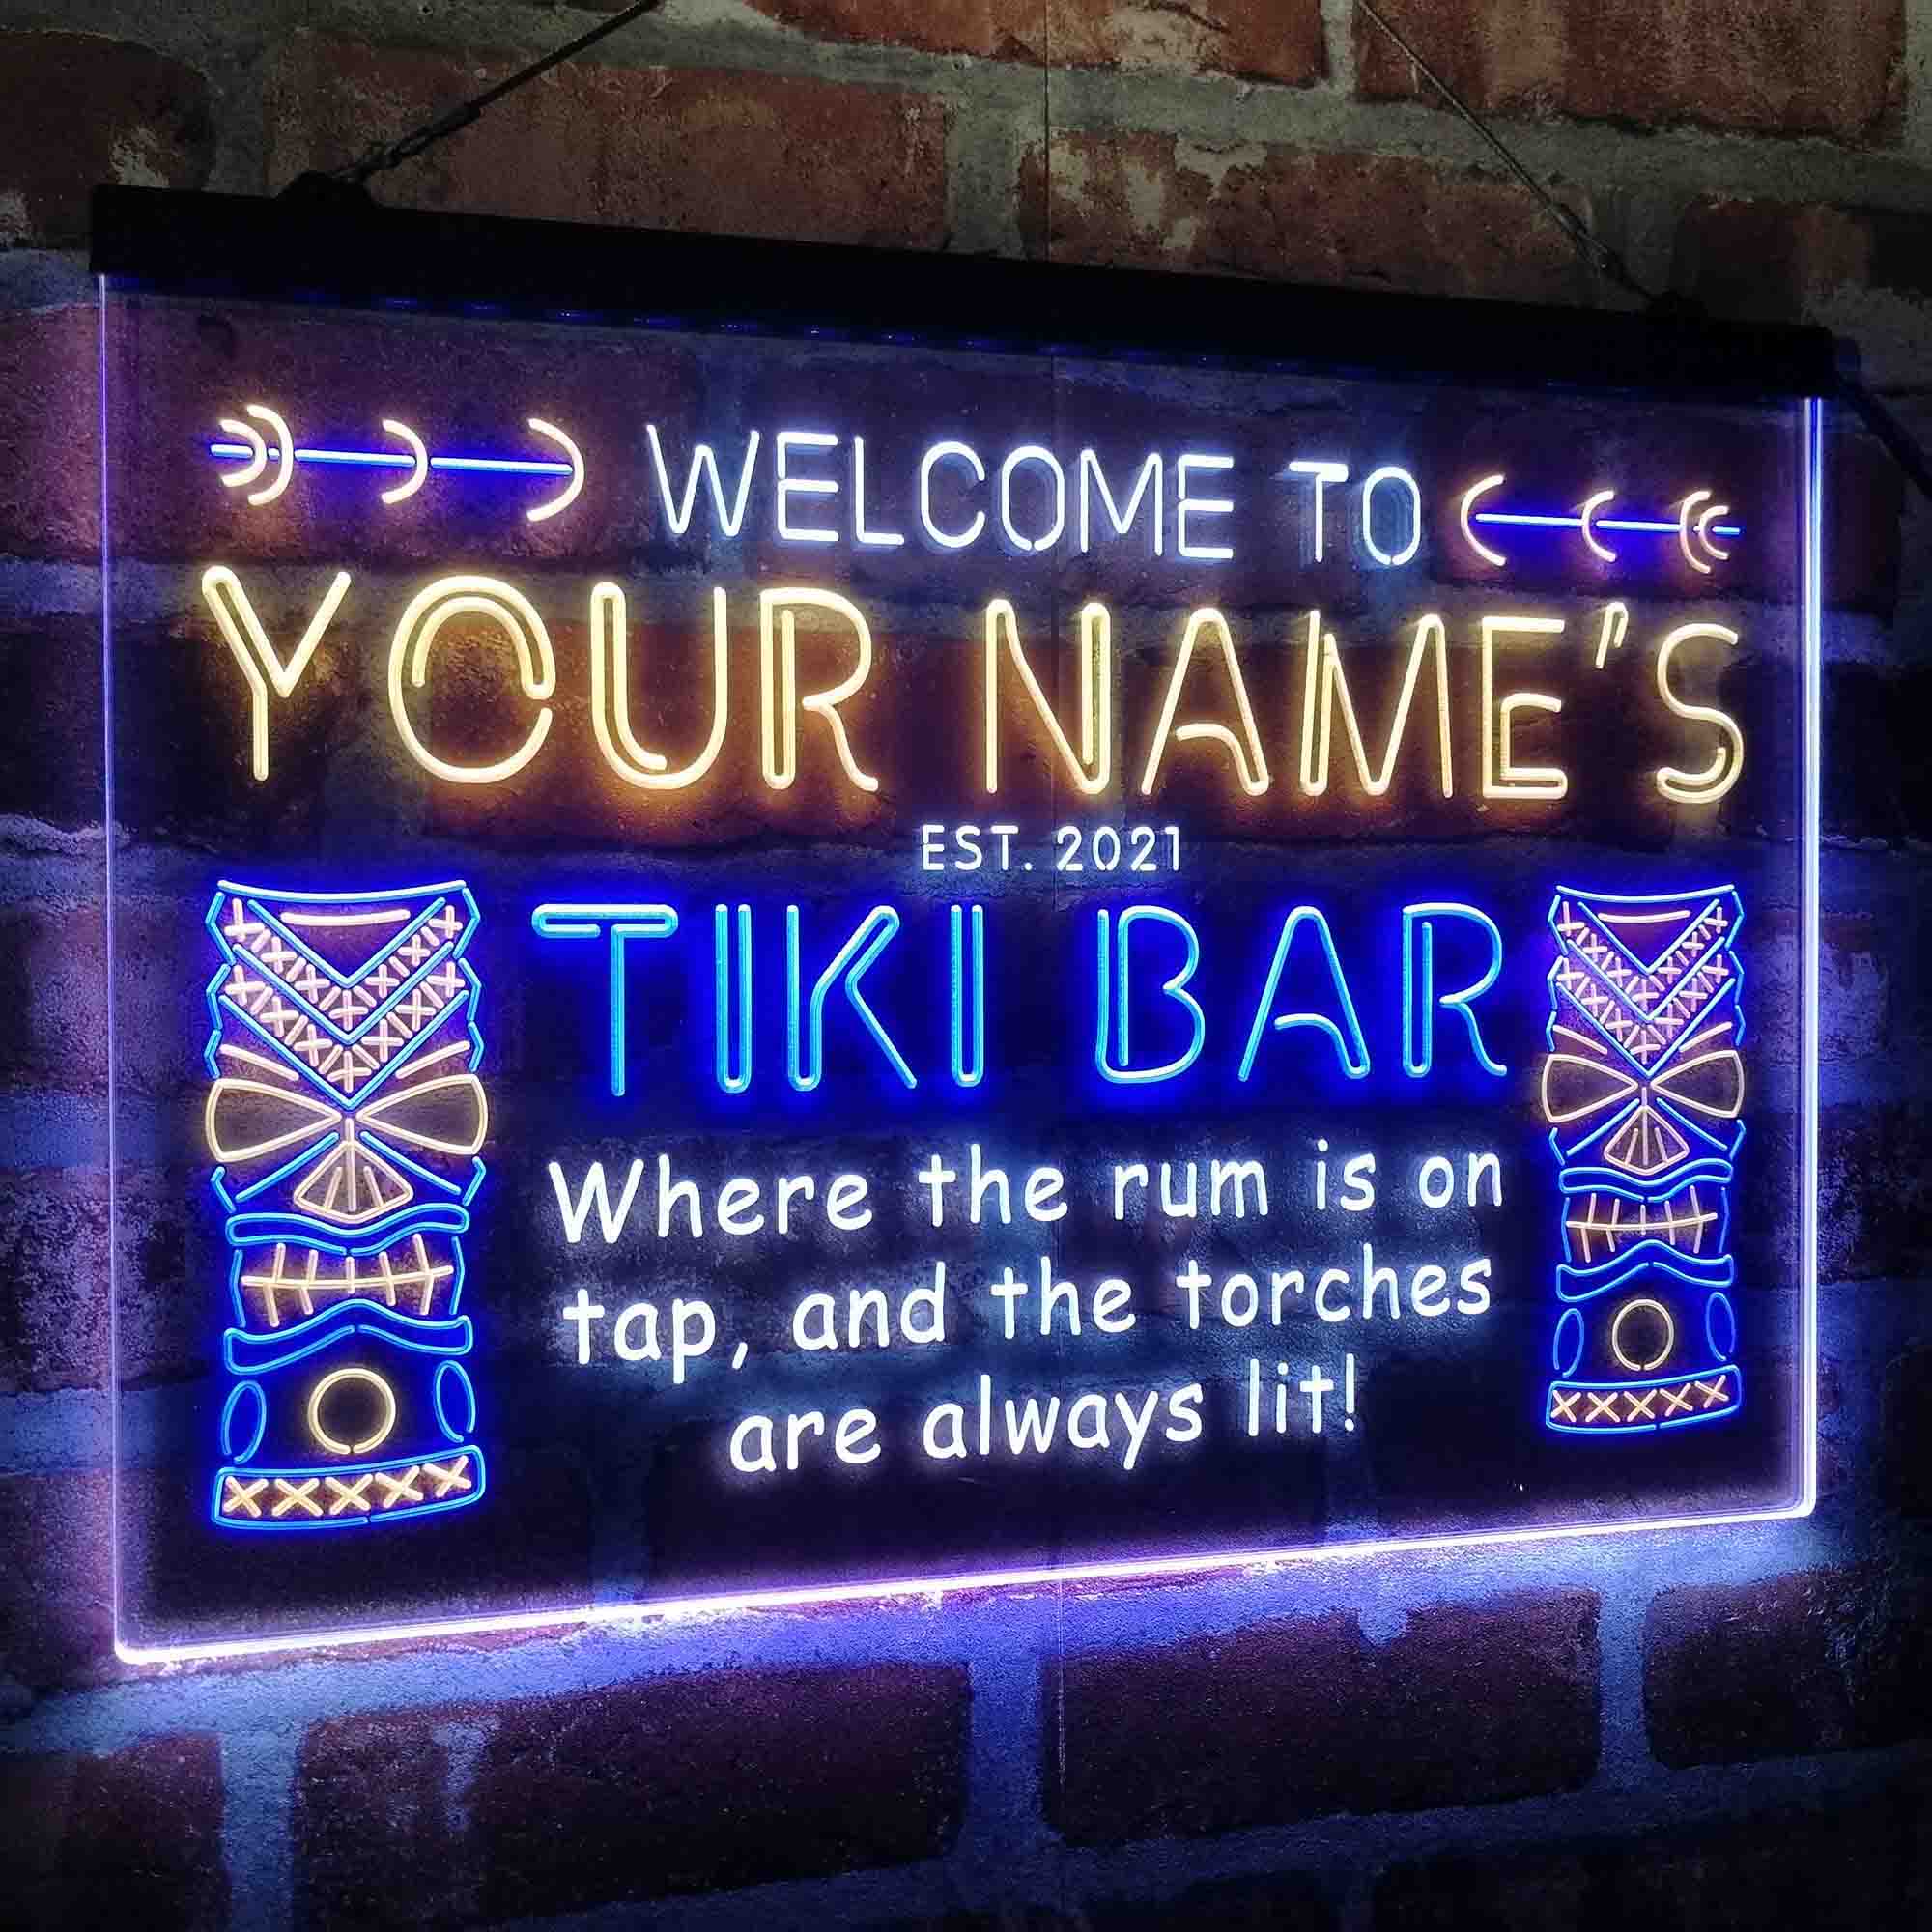 WELCOME TO
YOUR NAME'S
EST. 2021
TIKI BAR
Where the rum is on
tap, and the torches
are always lit!